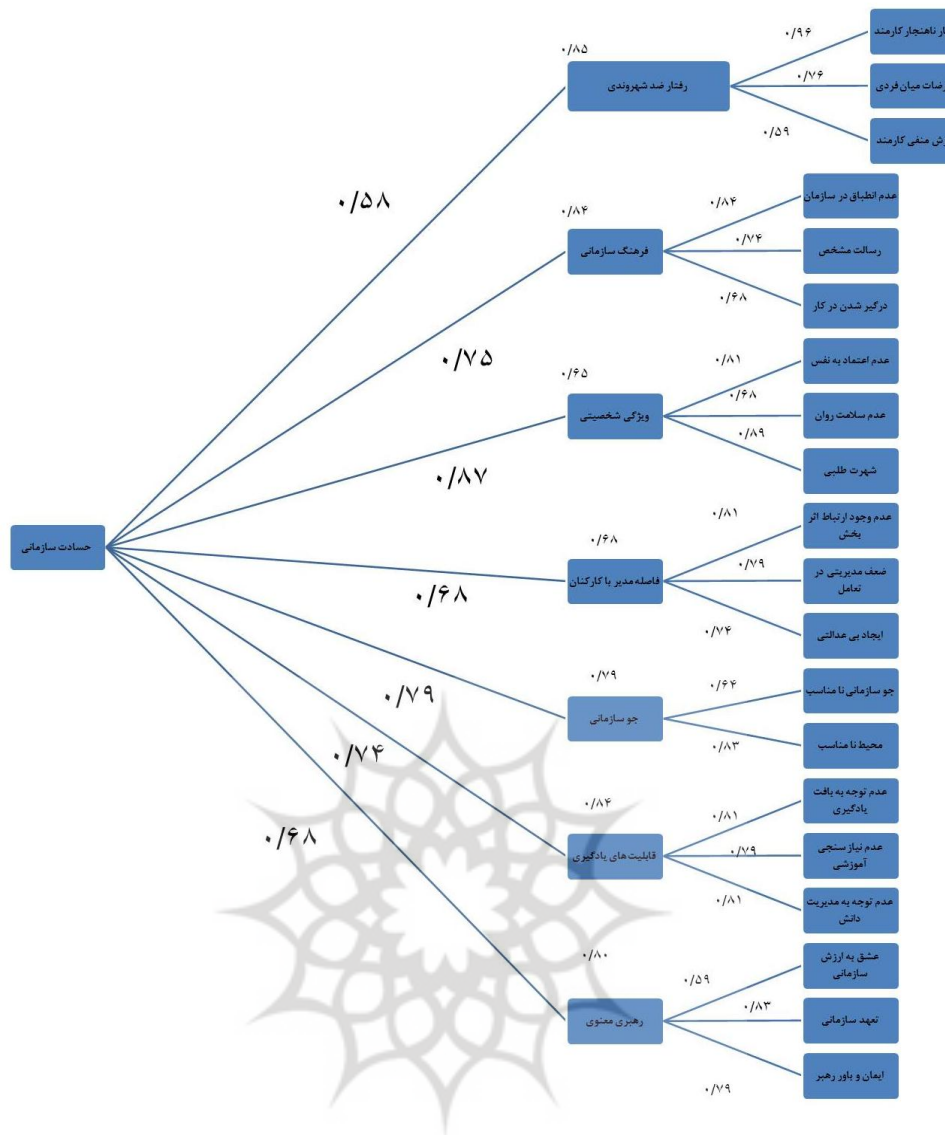 ناهنجار کارمند
۰/۹۶
میان فردی
۰/۷۶
منفی کارمند
۰/۵۹
۰/۸۵
رفتار ضد شهروندی
۰/۵۸
عدم انطباق در سازمان
۰/۸۴
رسالت مشخص
۰/۷۴
درگیر شدن در کار
۰/۶۸
۰/۸۴
فرهنگ سازمانی
۰/۷۵
عدم اعتماد به نفس
۰/۸۱
عدم سلامت روان
۰/۶۸
شهرت طلبی
۰/۸۹
۰/۶۵
ویژگی شخصیتی
۰/۸۷
عدم وجود ارتباط اثر
بخش
۰/۸۱
ضعف مدیریتی در
تعامل
۰/۷۹
ایجاد بی عدالتی
۰/۷۴
۰/۶۸
فاصله مدیر با کارکنان
۰/۶۸
جو سازمانی نا مناسب
۰/۶۴
محیط نا مناسب
۰/۸۳
۰/۷۹
جو سازمانی
۰/۷۹
عدم توجه به بافت
یادگیری
۰/۸۱
عدم نیاز سنجی
آموزشی
۰/۷۹
عدم توجه به مدیریت
دانش
۰/۸۱
۰/۸۴
قابلیت های یادگیری
۰/۷۴
عشق به ارزش
سازمانی
۰/۵۹
تعهد سازمانی
۰/۸۳
ایمان و باور رهبر
۰/۷۹
۰/۸۰
رهبری معنوی
۰/۶۸
حسادت سازمانی